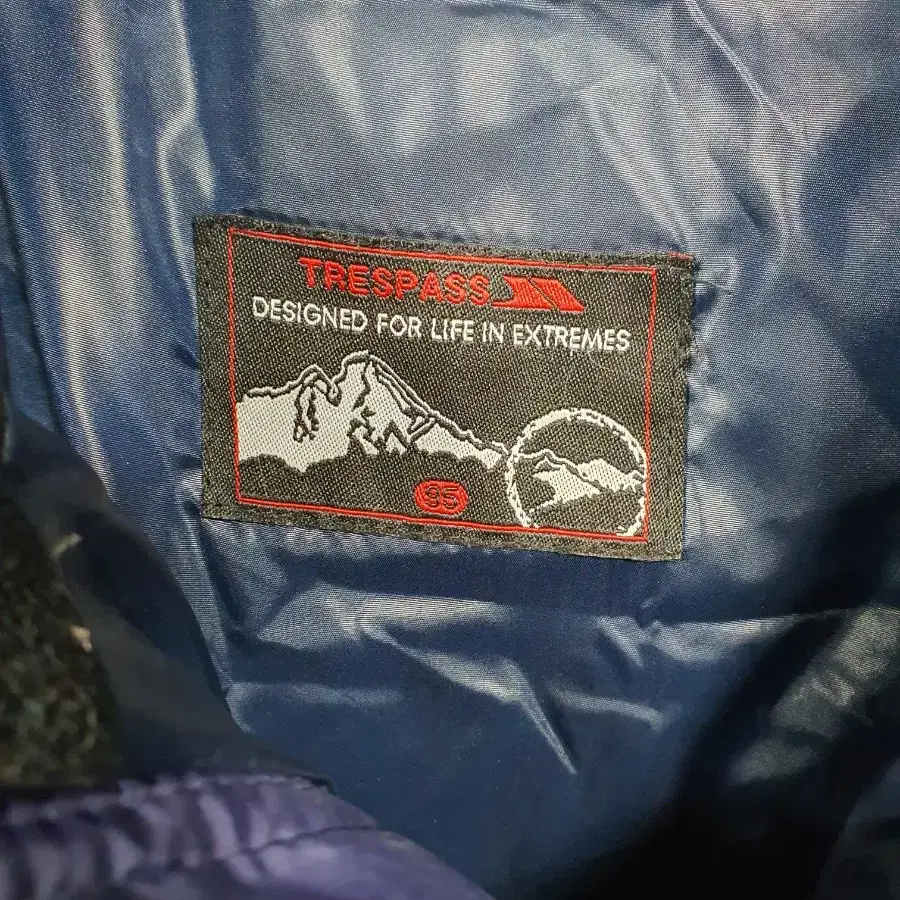 TRESPASS
DESIGNED FOR LIFE IN EXTREMES
95